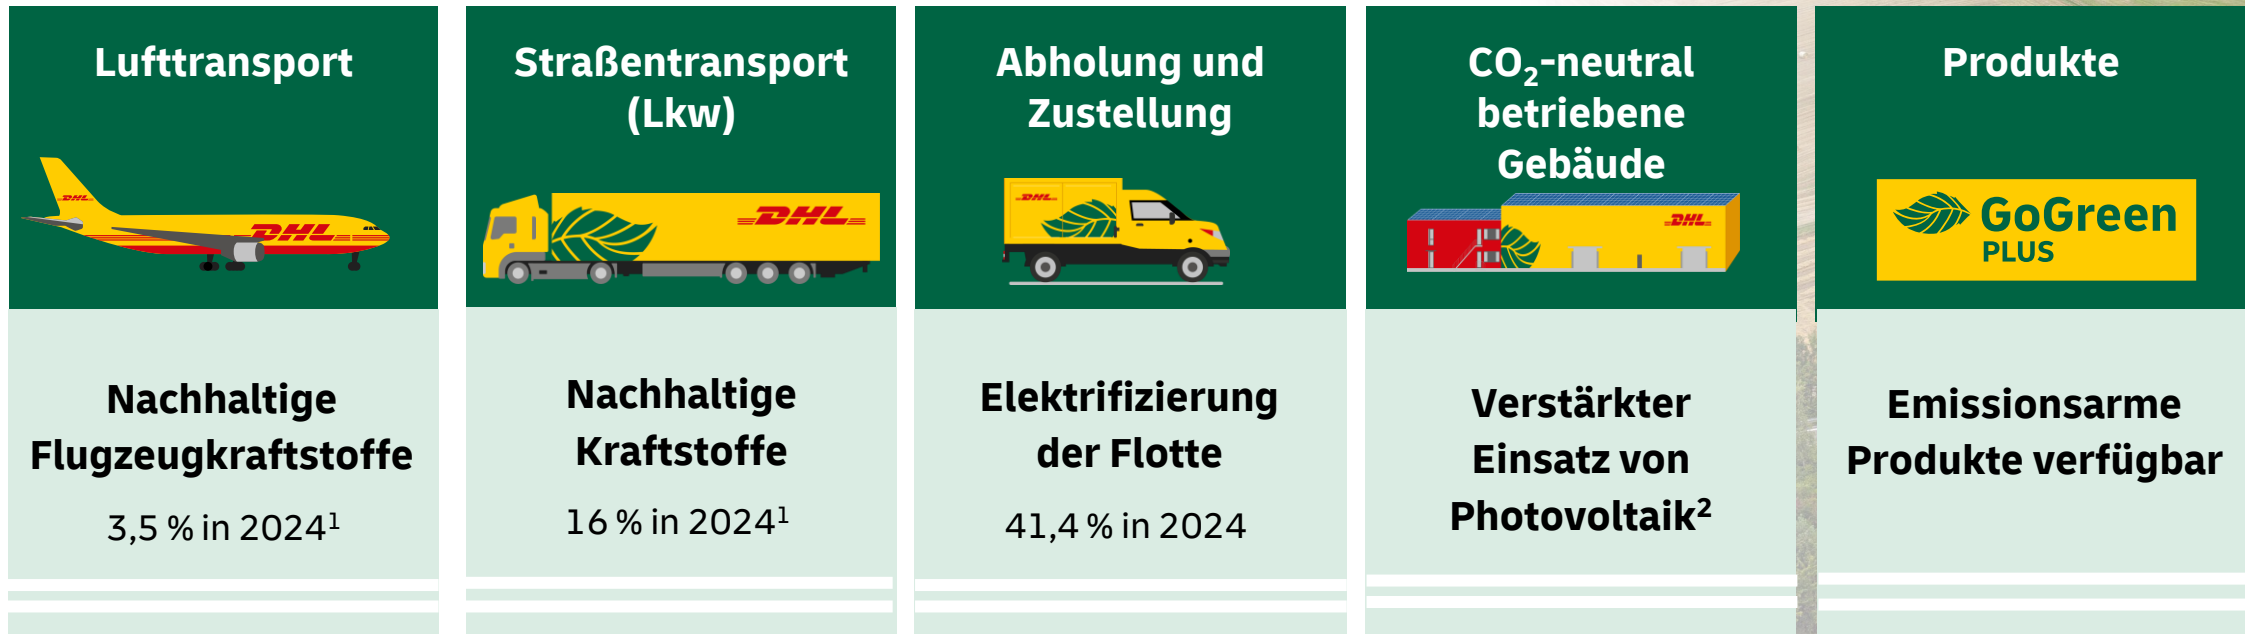 Lufttransport
DHL
DHL
Nachhaltige
Flugzeugkraftstoffe
3,5 % in 2024¹
Straßentransport
(Lkw)
DHL
Nachhaltige
Kraftstoffe
16 % in 2024¹
Abholung und
Zustellung
DHL
Elektrifizierung
der Flotte
41,4 % in 2024
CO₂-neutral
betriebene
Gebäude
DHL
Verstärkter
Einsatz von
Photovoltaik²
Produkte
GoGreen
PLUS
Emissionsarme
Produkte verfügbar